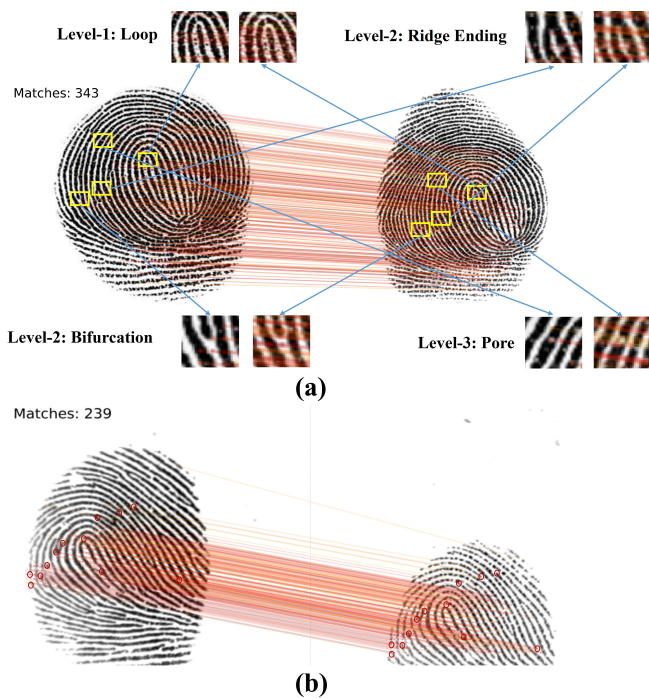 Level-1: Loop
Level-2: Ridge Ending
Matches: 343
Level-2: Bifurcation
Level-3: Pore
(a)
Matches: 239
(b)